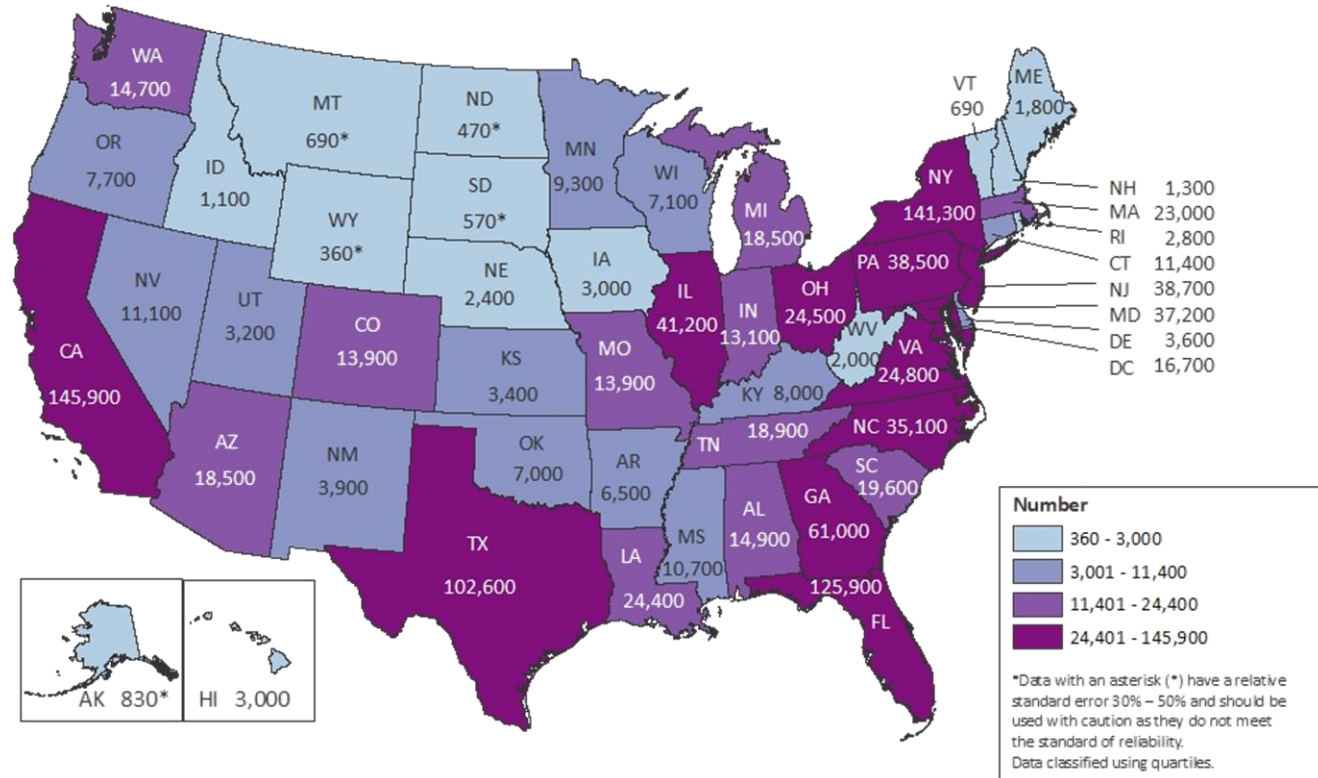 WA
14,700
MT
690*
ND
470*
VT
690
ME
1,800
OR
7,700
ID
1,100
MN
9,300
WI
7,100
NY
141,300
SD
570*
WY
360*
MI
18,500
NH 1,300
MA 23,000
RI 2,800
CT 11,400
NJ 38,700
MD 37,200
DE 3,600
DC 16,700
NE
2,400
IA
3,000
PA 38,500
NV
11,100
UT
3,200
CO
13,900
IL
41,200
IN
13,100
OH
24,500
WV
2,000
VA
24,800
CA
145,900
KS
3,400
MO
13,900
KY 8,000
AZ
18,500
NM
3,900
OK
7,000
AR
6,500
TN
18,900
NC 35,100
SC
19,600
TX
102,600
LA
24,400
MS
10,700
AL
14,900
GA
61,000
125,900
FL
AK 830*
HI 3,000
Number
360 - 3,000
3,001 - 11,400
11,401 - 24,400
24,401 - 145,900
*Data with an asterisk (*) have a relative
standard error 30% – 50% and should be
used with caution as they do not meet
the standard of reliability.
Data classified using quartiles.